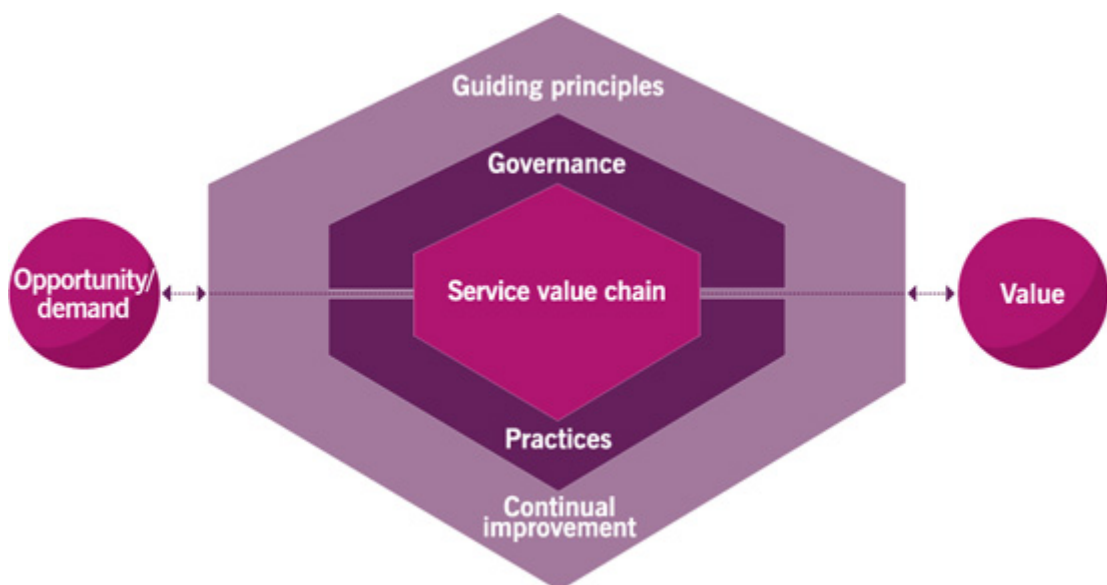 Guiding principles
Governance
Opportunity/
demand
Service value chain
Value
Practices
Continual
improvement